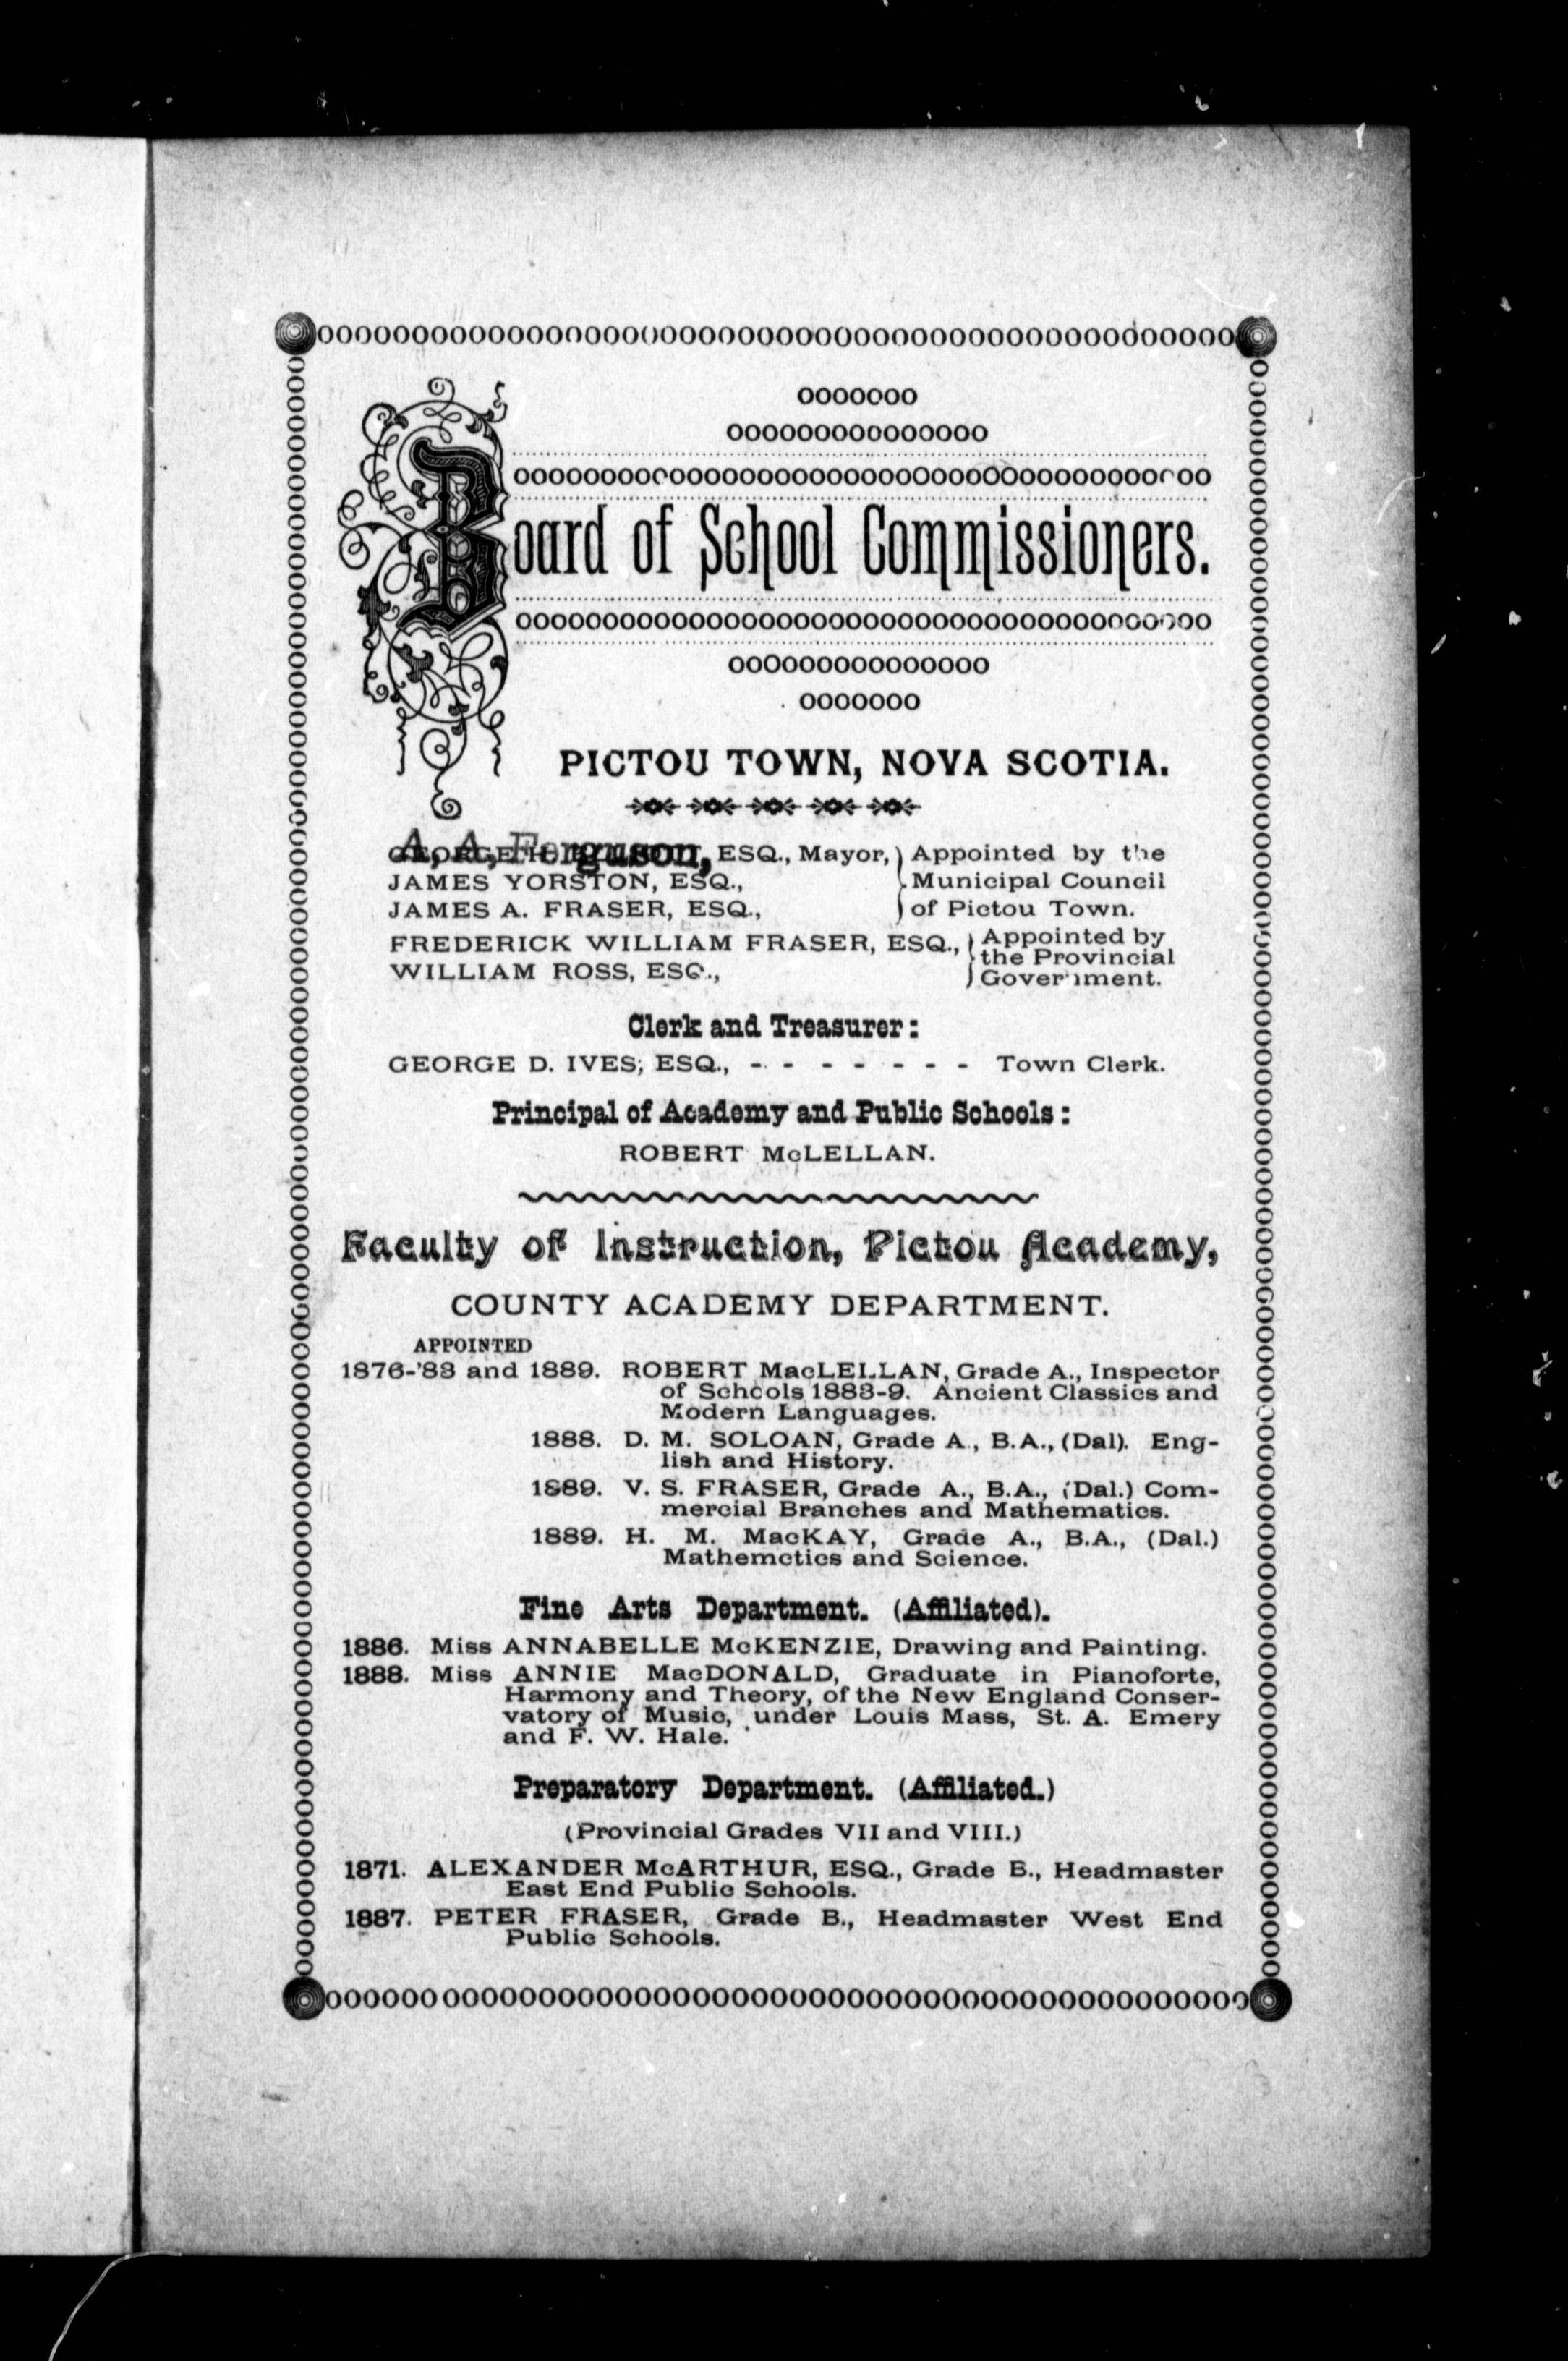 Board of School Commissioners.
PICTOU TOWN, NOVA SCOTIA.
A. A. Ferguson, ESQ., Mayor, Appointed by the
JAMES YORSTON, ESQ., Municipal Council
JAMES A. FRASER, ESQ., of Pictou Town.
FREDERICK WILLIAM FRASER, ESQ., Appointed by
the Provincial
WILLIAM ROSS, ESQ., Government.
Clerk and Treasurer:
GEORGE D. IVES, ESQ., - - - - - - - Town Clerk.
Principal of Academy and Public Schools:
ROBERT McLELLAN.
Faculty of Instruction, Pictou Academy,
COUNTY ACADEMY DEPARTMENT.
APPOINTED
1876-'83 and 1889. ROBERT MacLELLAN, Grade A., Inspector
of Schools 1883-9. Ancient Classics and
Modern Languages.
1888. D. M. SOLOAN, Grade A., B.A., (Dal). Eng-
lish and History.
1889. V. S. FRASER, Grade A., B.A., (Dal.) Com-
mercial Branches and Mathematics.
1889. H. M. MacKAY, Grade A., B.A., (Dal.)
Mathemctics and Science.
Fine Arts Department. (Affiliated).
1886. Miss ANNABELLE McKENZIE, Drawing and Painting.
1888. Miss ANNIE MacDONALD, Graduate in Pianoforte,
Harmony and Theory, of the New England Conser-
vatory of Music, under Louis Mass, St. A. Emery
and F. W. Hale.
Preparatory Department. (Affiliated.)
(Provincial Grades VII and VIII.)
1871. ALEXANDER McARTHUR, ESQ., Grade B., Headmaster
East End Public Schools.
1887. PETER FRASER, Grade B., Headmaster West End
Public Schools.